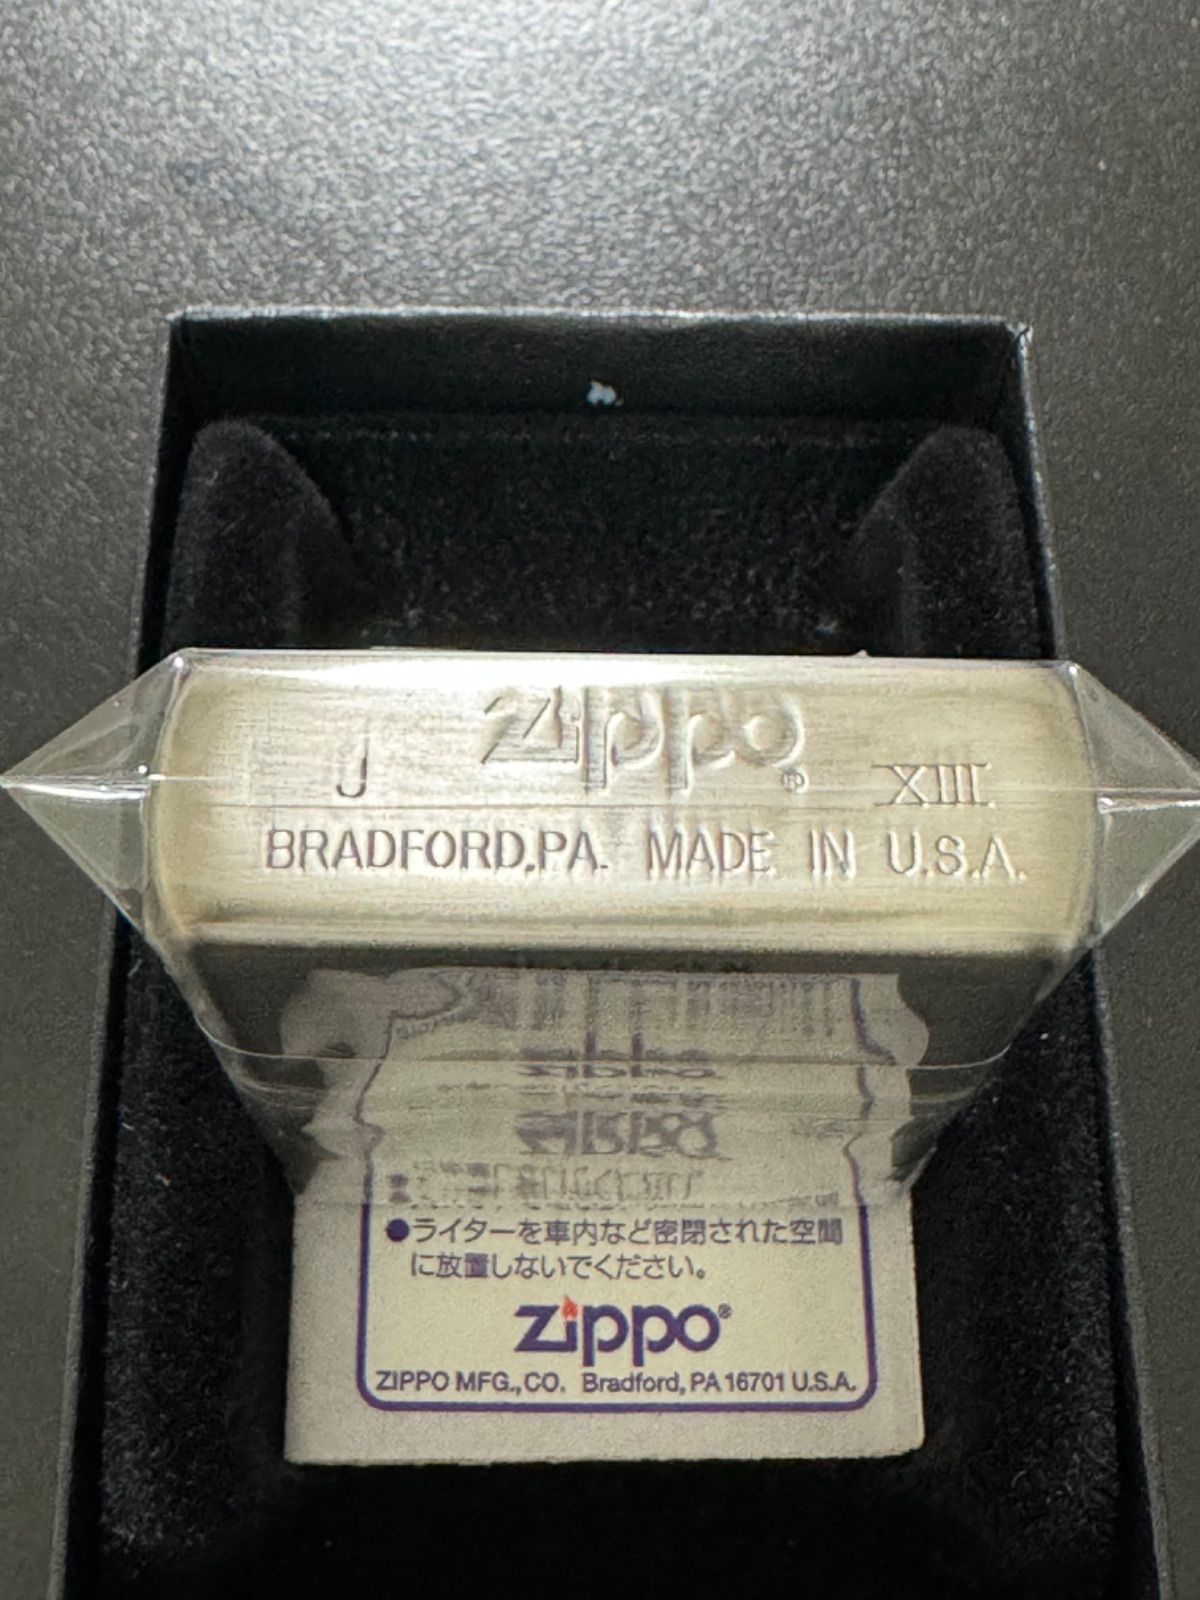 zippo®
J XIII
BRADFORD,PA. MADE IN U.S.A.
●ライターを車内など密閉された空間
に放置しないでください。
zippo®
ZIPPO MFG.,CO. Bradford, PA 16701 U.S.A.